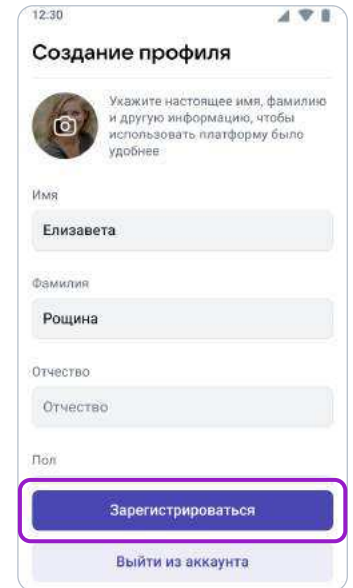 12:30
Создание профиля
Укажите настоящее имя, фамилию
и другую информацию, чтобы
использовать платформу было
удобнее
Имя
Елизавета
Фамилия
Рощина
Отчество
Отчество
Пол
Зарегистрироваться
Выйти из аккаунта